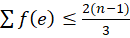 ∑ f(e) ≤ 2(n−1)/3